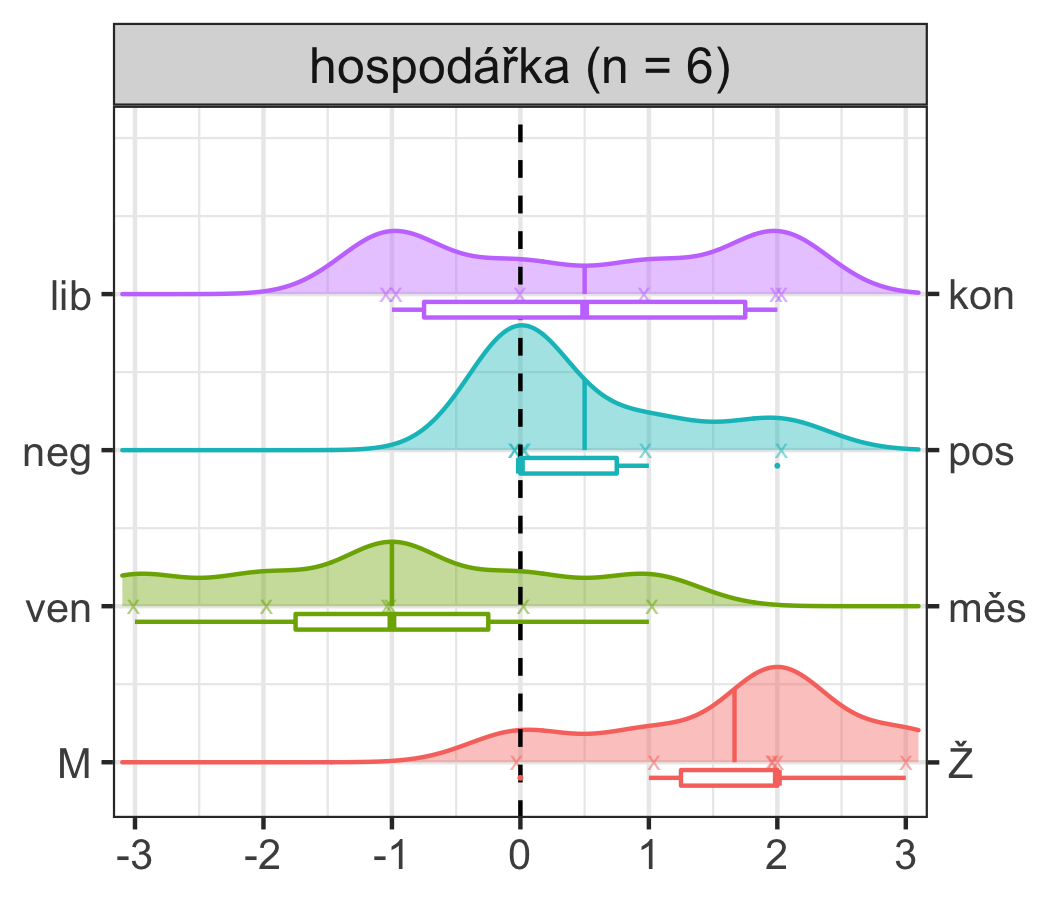 hospodářka (n = 6)
lib kon
neg pos
ven měs
M Ž
-3 -2 -1 0 1 2 3